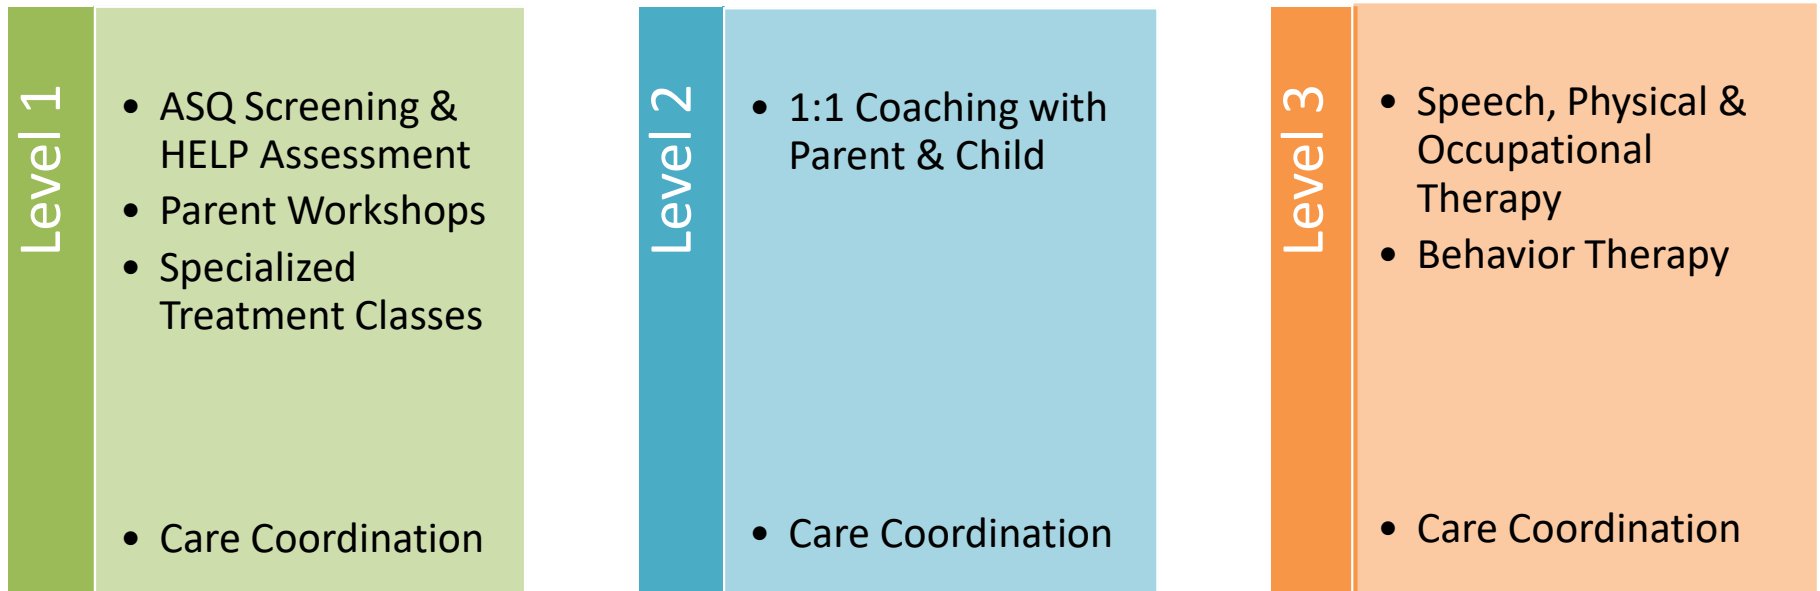 Level 1
• ASQ Screening &
HELP Assessment
• Parent Workshops
• Specialized
Treatment Classes
• Care Coordination
Level 2
• 1:1 Coaching with
Parent & Child
• Care Coordination
Level 3
• Speech, Physical &
Occupational
Therapy
• Behavior Therapy
• Care Coordination